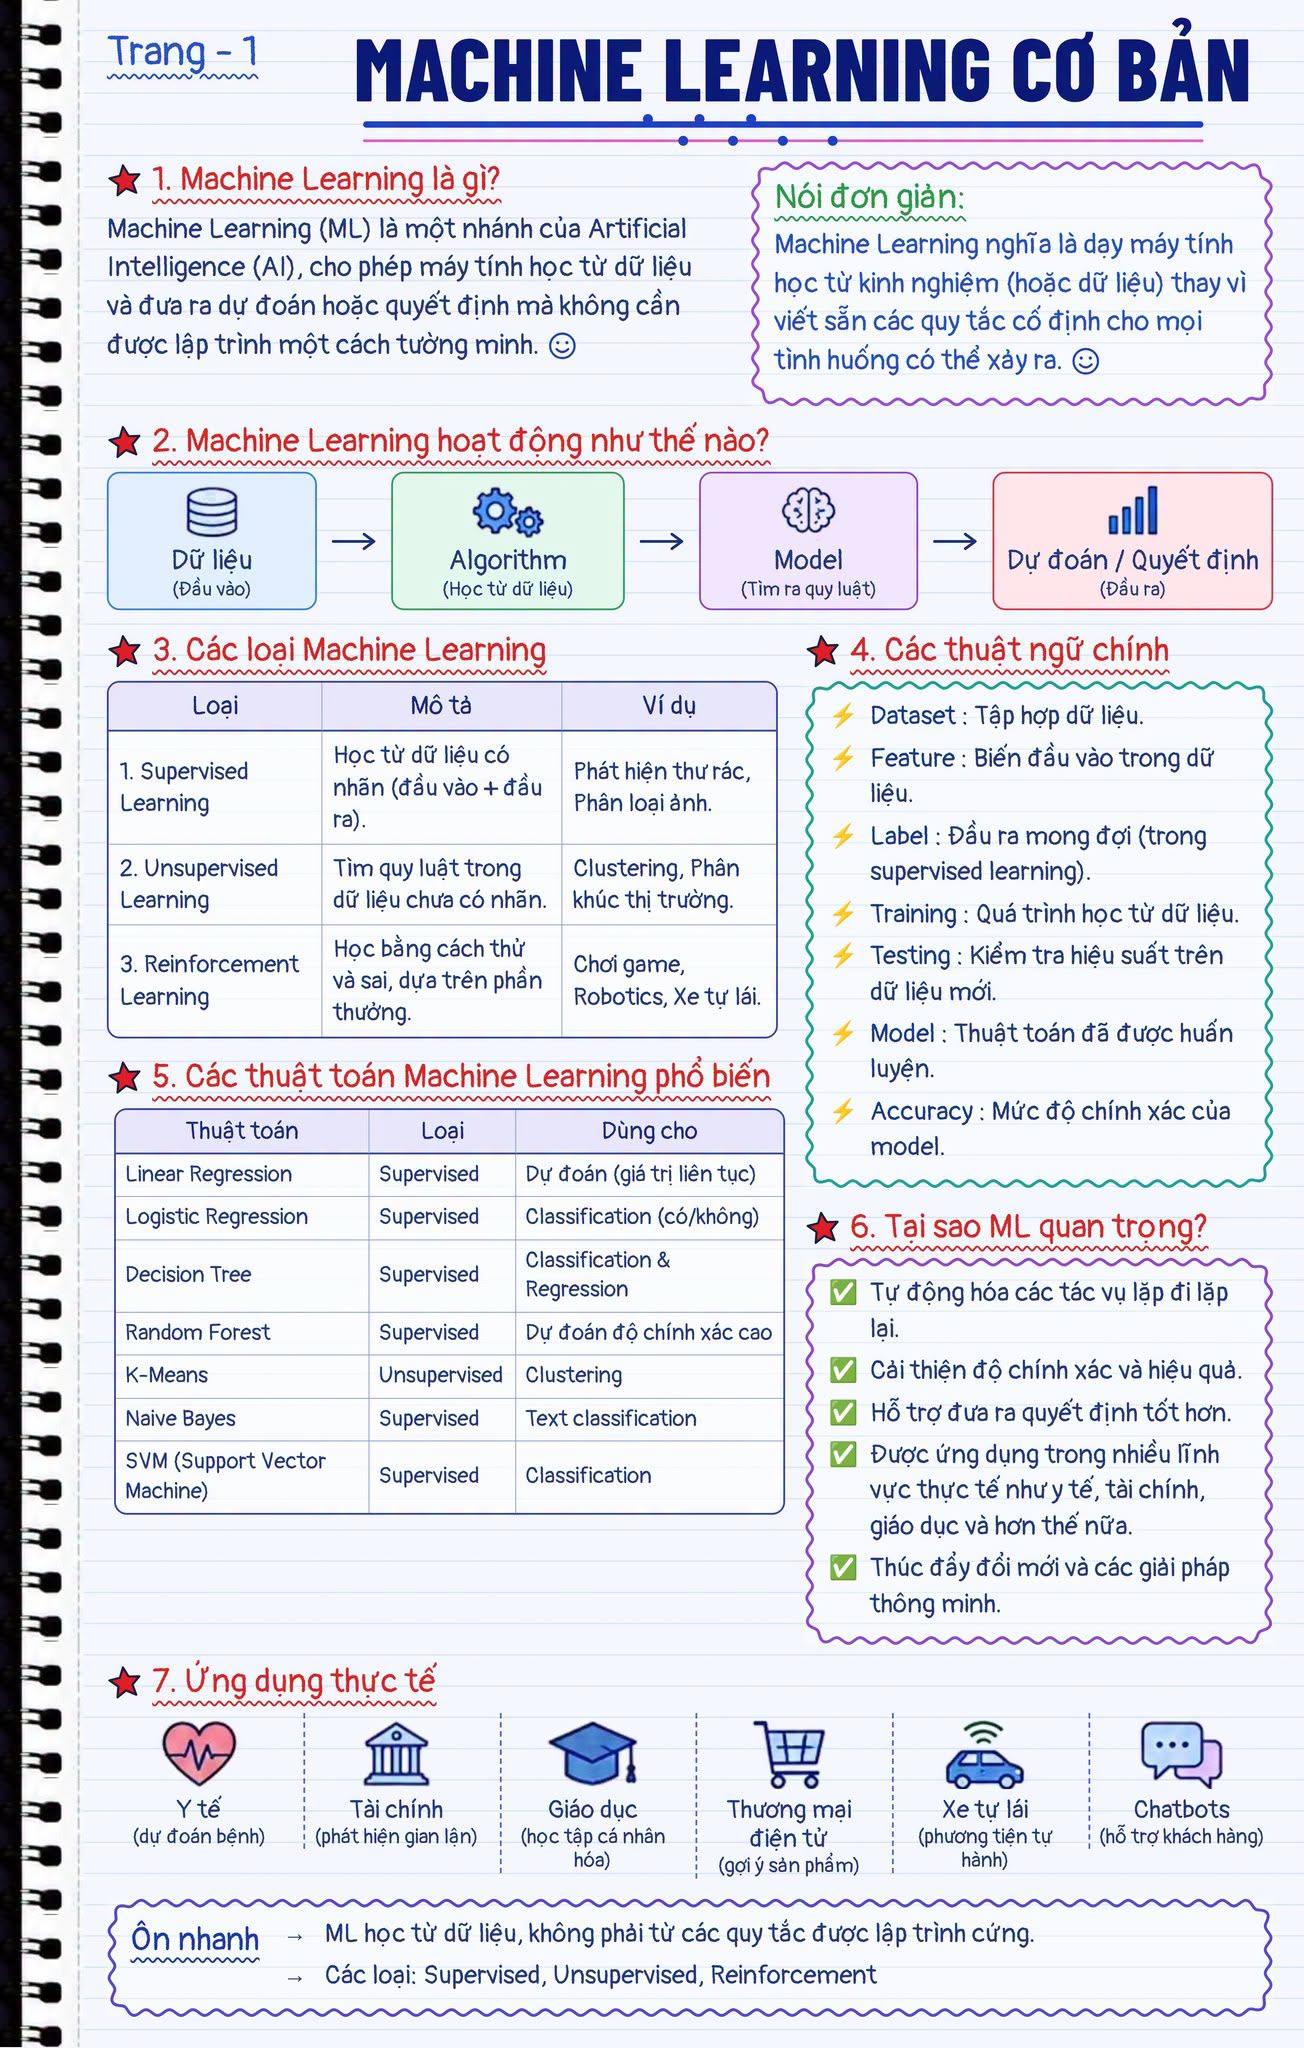 Trang - 1
MACHINE LEARNING CƠ BẢN
1. Machine Learning là gì?
Machine Learning (ML) là một nhánh của Artificial
Intelligence (AI), cho phép máy tính học từ dữ liệu
và đưa ra dự đoán hoặc quyết định mà không cần
được lập trình một cách tường minh.
Nói đơn giản:
Machine Learning nghĩa là dạy máy tính
học từ kinh nghiệm (hoặc dữ liệu) thay vì
viết sẵn các quy tắc cố định cho mọi
tình huống có thể xảy ra.
2. Machine Learning hoạt động như thế nào?
Dữ liệu
(Đầu vào)
Algorithm
(Học từ dữ liệu)
Model
(Tìm ra quy luật)
Dự đoán / Quyết định
(Đầu ra)
3. Các loại Machine Learning
Loại
Mô tả
Ví dụ
1. Supervised
Learning
Học từ dữ liệu có
nhãn (đầu vào + đầu
ra).
Phát hiện thư rác,
Phân loại ảnh.
2. Unsupervised
Learning
Tìm quy luật trong
dữ liệu chưa có nhãn.
Clustering, Phân
khúc thị trường.
3. Reinforcement
Learning
Học bằng cách thử
và sai, dựa trên phần
thưởng.
Chơi game,
Robotics, Xe tự lái.
4. Các thuật ngữ chính
Dataset : Tập hợp dữ liệu.
Feature : Biến đầu vào trong dữ
liệu.
Label : Đầu ra mong đợi (trong
supervised learning).
Training : Quá trình học từ dữ liệu.
Testing : Kiểm tra hiệu suất trên
dữ liệu mới.
Model : Thuật toán đã được huấn
luyện.
Accuracy : Mức độ chính xác của
model.
5. Các thuật toán Machine Learning phổ biến
Thuật toán
Loại
Dùng cho
Linear Regression
Supervised
Dự đoán (giá trị liên tục)
Logistic Regression
Supervised
Classification (có/không)
Decision Tree
Supervised
Classification &
Regression
Random Forest
Supervised
Dự đoán độ chính xác cao
K-Means
Unsupervised
Clustering
Naive Bayes
Supervised
Text classification
SVM (Support Vector
Machine)
Supervised
Classification
6. Tại sao ML quan trọng?
Tự động hóa các tác vụ lặp đi lặp
lại.
Cải thiện độ chính xác và hiệu quả.
Hỗ trợ đưa ra quyết định tốt hơn.
Được ứng dụng trong nhiều lĩnh
vực thực tế như y tế, tài chính,
giáo dục và hơn thế nữa.
Thúc đẩy đổi mới và các giải pháp
thông minh.
7. Ứng dụng thực tế
Y tế
(dự đoán bệnh)
Tài chính
(phát hiện gian lận)
Giáo dục
(học tập cá nhân
hóa)
Thương mại
điện tử
(gợi ý sản phẩm)
Xe tự lái
(phương tiện tự
hành)
Chatbots
(hỗ trợ khách hàng)
Ôn nhanh
→ ML học từ dữ liệu, không phải từ các quy tắc được lập trình cứng.
→ Các loại: Supervised, Unsupervised, Reinforcement